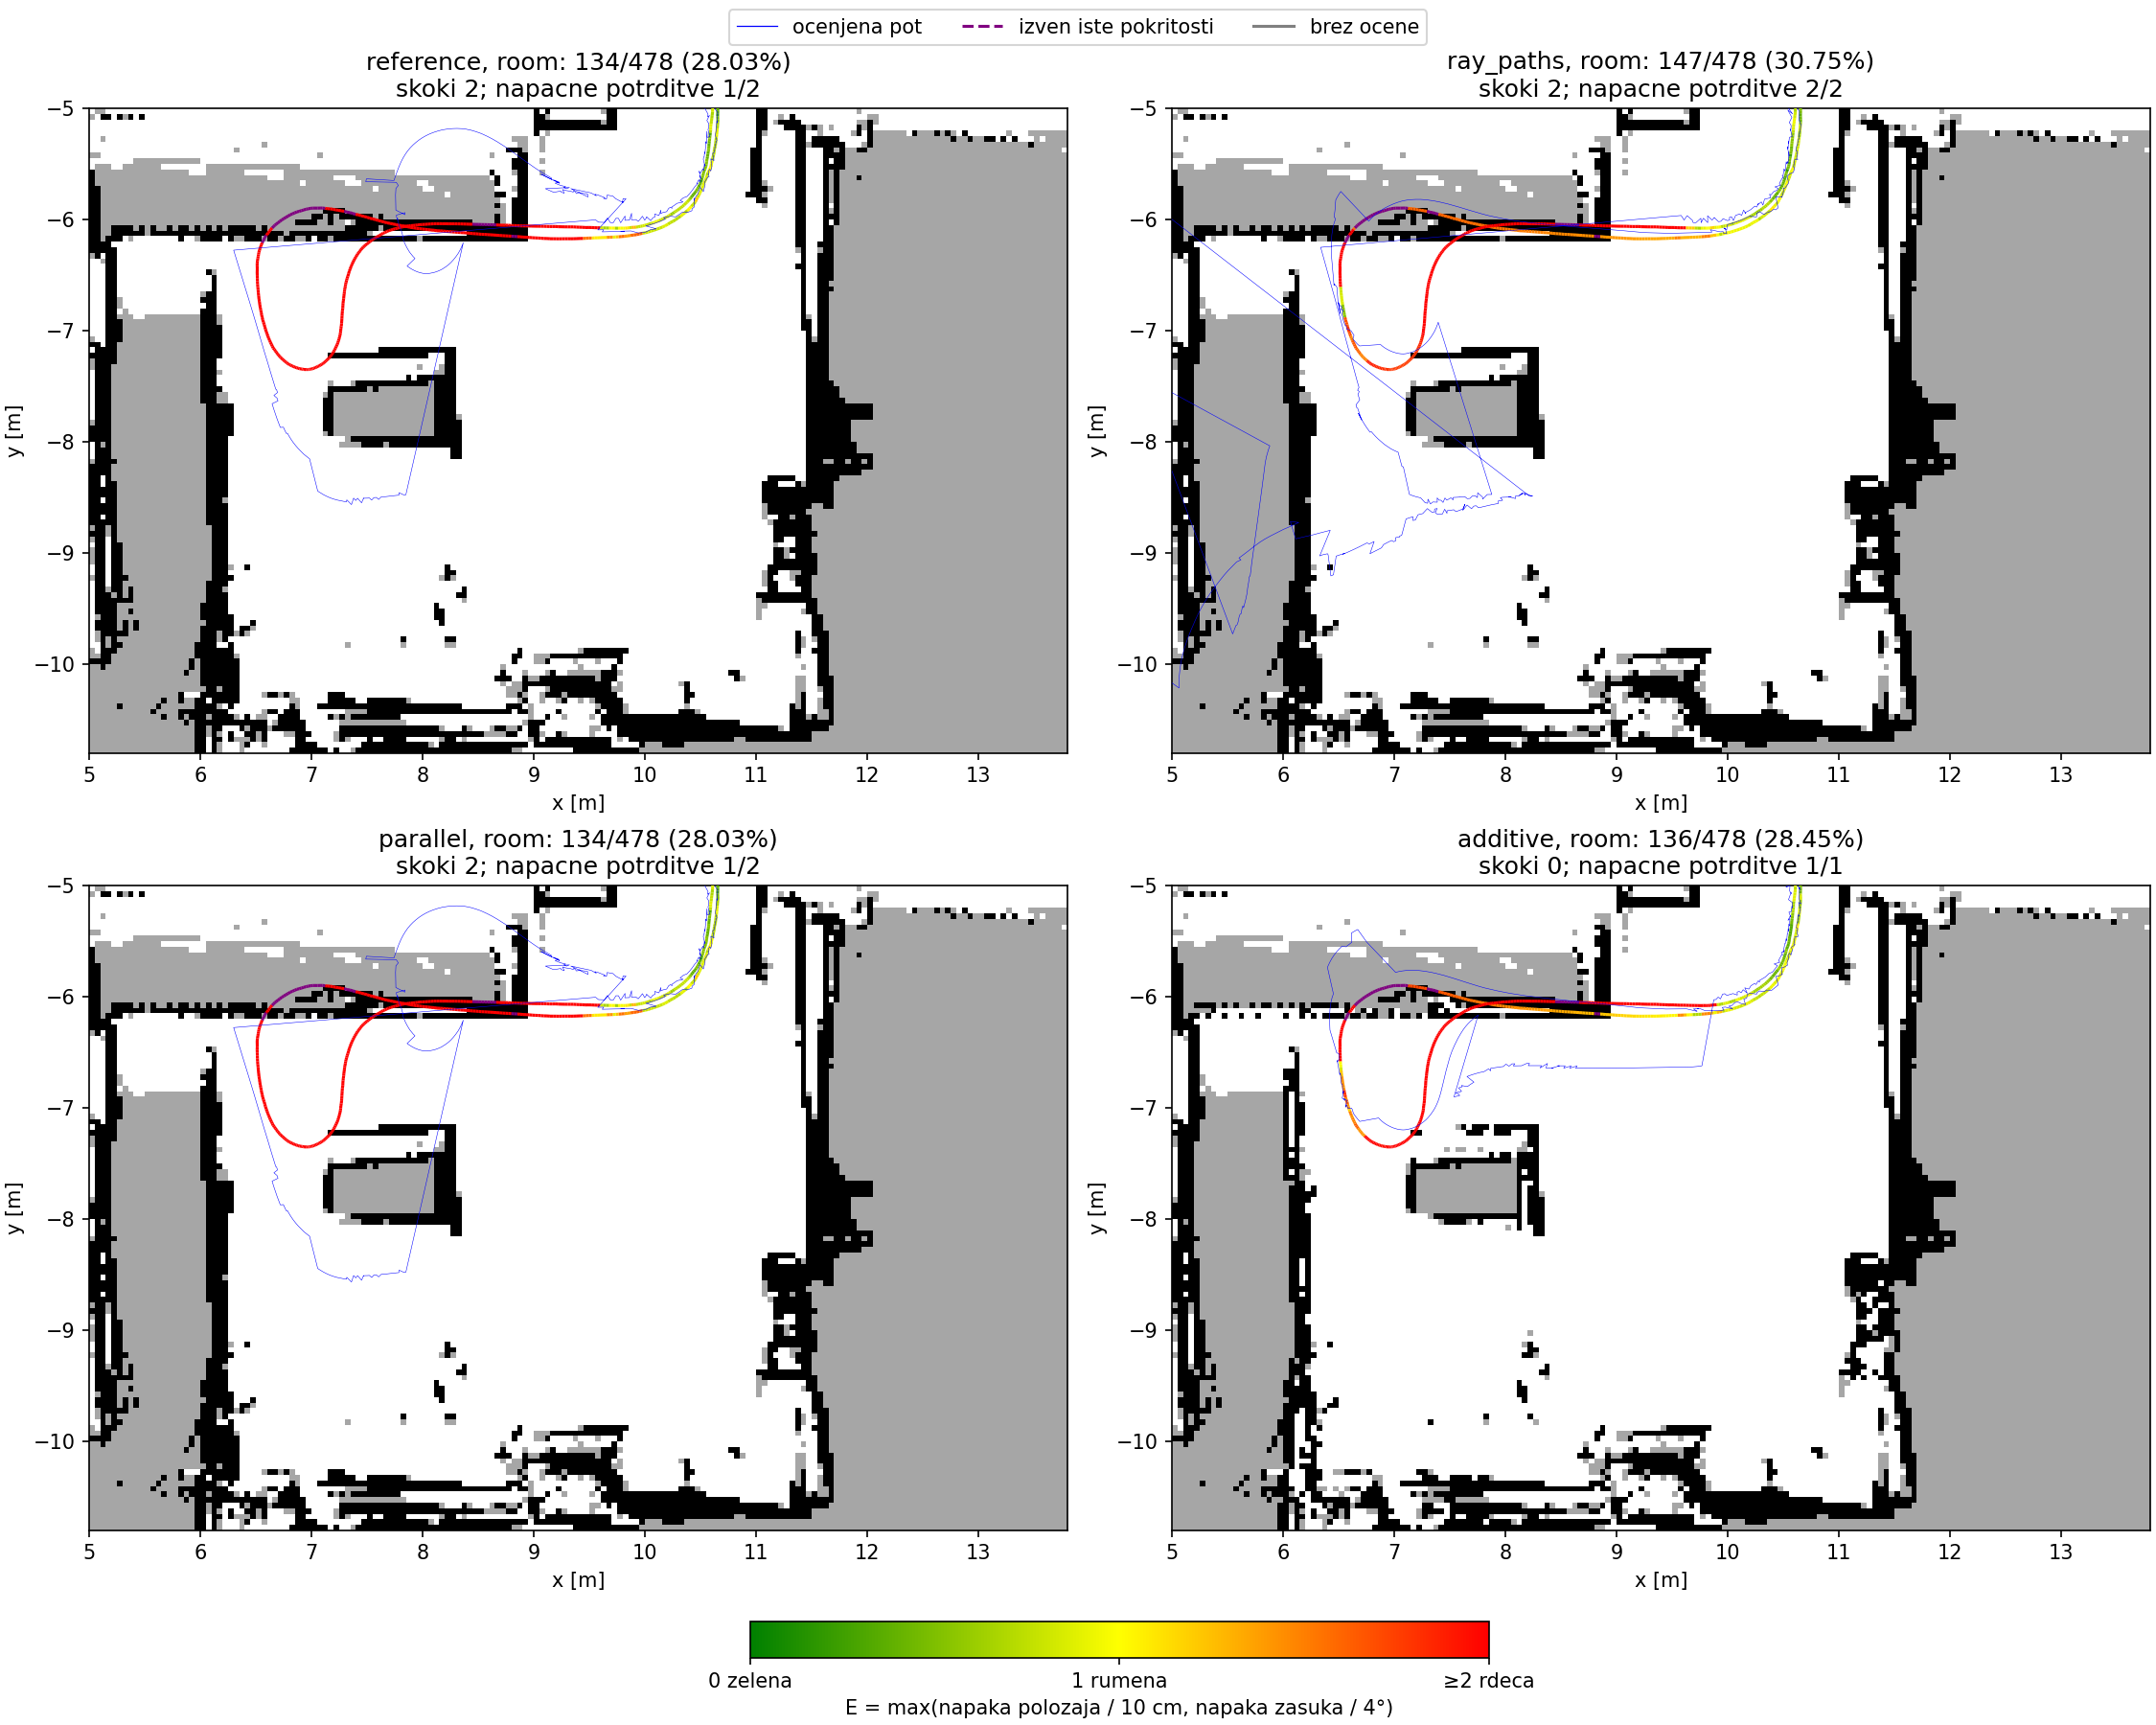 ocenjena pot
izven iste pokritosti
brez ocene
reference, room: 134/478 (28.03%)
skoki 2; napacne potrditve 1/2
−5
−6
−7
−8
−9
−10
y [m]
5 6 7 8 9 10 11 12 13
x [m]
ray_paths, room: 147/478 (30.75%)
skoki 2; napacne potrditve 2/2
−5
−6
−7
−8
−9
−10
y [m]
5 6 7 8 9 10 11 12 13
x [m]
parallel, room: 134/478 (28.03%)
skoki 2; napacne potrditve 1/2
−5
−6
−7
−8
−9
−10
y [m]
5 6 7 8 9 10 11 12 13
x [m]
additive, room: 136/478 (28.45%)
skoki 0; napacne potrditve 1/1
−5
−6
−7
−8
−9
−10
y [m]
5 6 7 8 9 10 11 12 13
x [m]
0 zelena
1 rumena
≥2 rdeca
E = max(napaka polozaja / 10 cm, napaka zasuka / 4°)